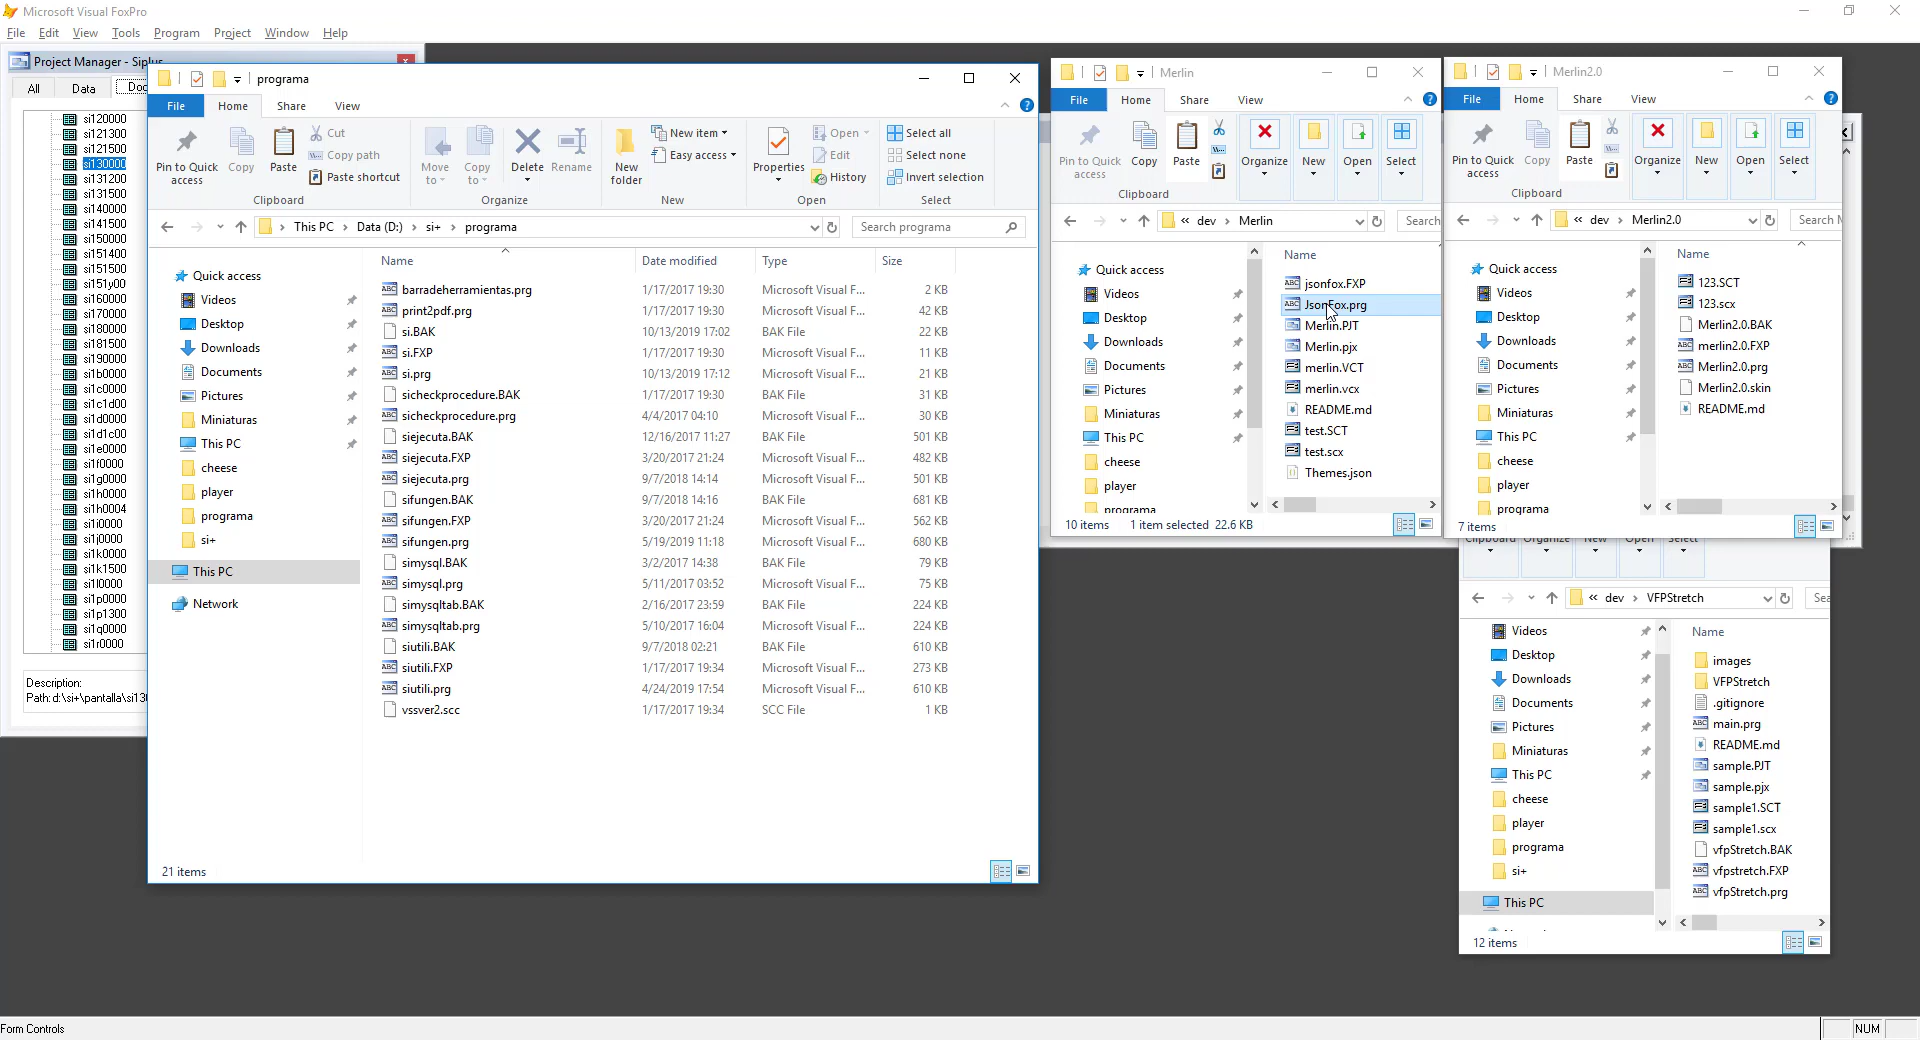 Microsoft Visual FoxPro
File Edit View Tools Program Project Window Help
Project Manager -
All Data
si120000
si121300
si121500
si130000
si131200
si131500
si140000
si141500
si150000
si151400
si151500
si151y00
si160000
si170000
si180000
si181500
si190000
si1b0000
si1c0000
si1c1d00
si1d0000
si1d1c00
si1e0000
si1f0000
si1g0000
si1h0000
si1h0004
si1i0000
si1j0000
si1k0000
si1k1500
si1l0000
si1p0000
si1p1300
si1q0000
si1r0000
Description:
Path: d:\si+\pantalla\si13
programa
File Home Share View
Pin to Quick access
Copy
Paste
Cut
Copy path
Paste shortcut
Clipboard
Move to
Copy to
Delete
Rename
Organize
New folder
New item
Easy access
New
Properties
Open
Edit
History
Open
Select all
Select none
Invert selection
Select
This PC > Data (D:) > si+ > programa
Search programa
Quick access
Videos
Desktop
Downloads
Documents
Pictures
Miniaturas
This PC
cheese
player
programa
si+
This PC
Network
Name Date modified Type Size
barradeherramientas.prg 1/17/2017 19:30 Microsoft Visual F... 2 KB
print2pdf.prg 1/17/2017 19:30 Microsoft Visual F... 42 KB
si.BAK 10/13/2019 17:02 BAK File 22 KB
si.FXP 1/17/2017 19:30 Microsoft Visual F... 11 KB
si.prg 10/13/2019 17:12 Microsoft Visual F... 21 KB
sicheckprocedure.BAK 1/17/2017 19:30 BAK File 31 KB
sicheckprocedure.prg 4/4/2017 04:10 Microsoft Visual F... 30 KB
siejecuta.BAK 12/16/2017 11:27 BAK File 501 KB
siejecuta.FXP 3/20/2017 21:24 Microsoft Visual F... 482 KB
siejecuta.prg 9/7/2018 14:14 Microsoft Visual F... 501 KB
sifungen.BAK 9/7/2018 14:16 BAK File 681 KB
sifungen.FXP 3/20/2017 21:24 Microsoft Visual F... 562 KB
sifungen.prg 5/19/2019 11:18 Microsoft Visual F... 680 KB
simysql.BAK 3/2/2017 14:38 BAK File 79 KB
simysql.prg 5/11/2017 03:52 Microsoft Visual F... 75 KB
simysqltab.BAK 2/16/2017 23:59 BAK File 224 KB
simysqltab.prg 5/10/2017 16:04 Microsoft Visual F... 224 KB
siutili.BAK 9/7/2018 02:21 BAK File 610 KB
siutili.FXP 1/17/2017 19:34 Microsoft Visual F... 273 KB
siutili.prg 4/24/2019 17:54 Microsoft Visual F... 610 KB
vssver2.scc 1/17/2017 19:34 SCC File 1 KB
21 items
Merlin
File Home Share View
Pin to Quick access
Copy
Paste
Clipboard
Organize
New
Open
Select
« dev > Merlin
Search
Quick access
Videos
Desktop
Downloads
Documents
Pictures
Miniaturas
This PC
cheese
player
programa
Name
jsonfox.FXP
JsonFox.prg
Merlin.PJT
Merlin.pjx
merlin.VCT
merlin.vcx
README.md
test.SCT
test.scx
Themes.json
10 items 1 item selected 22.6 KB
Merlin2.0
File Home Share View
Pin to Quick access
Copy
Paste
Clipboard
Organize
New
Open
Select
« dev > Merlin2.0
Search
Quick access
Videos
Desktop
Downloads
Documents
Pictures
Miniaturas
This PC
cheese
player
programa
Name
123.SCT
123.scx
Merlin2.0.BAK
merlin2.0.FXP
Merlin2.0.prg
Merlin2.0.skin
README.md
7 items
Clipboard Organize New Open Select
« dev > VFPStretch
Videos
Desktop
Downloads
Documents
Pictures
Miniaturas
This PC
cheese
player
programa
si+
This PC
Name
images
VFPStretch
.gitignore
main.prg
README.md
sample.PJT
sample.pjx
sample1.SCT
sample1.scx
vfpStretch.BAK
vfpstretch.FXP
vfpStretch.prg
12 items
Form Controls
NUM